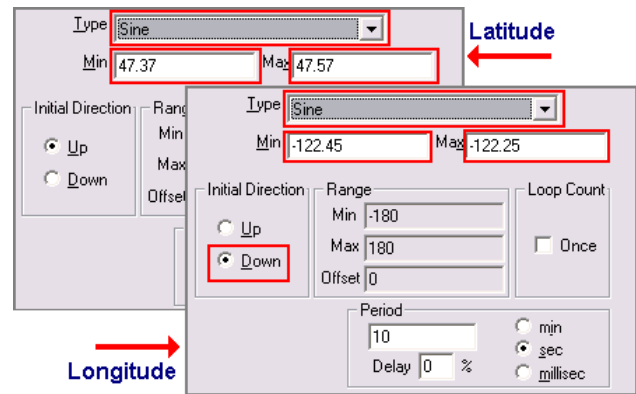 Type Sine
Latitude
Min 47.37 Max 47.57
Initial Direction
Up
Down
Min
Max
Type Sine
Min -122.45 Max -122.25
Initial Direction
Up
Down
Range
Min -180
Max 180
Offset 0
Loop Count
Once
Period
10
Delay 0 %
min
sec
millisec
Longitude